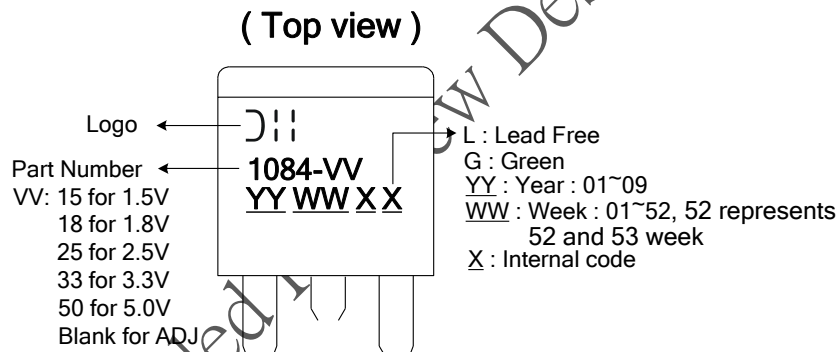 ( Top view )
Logo
1084-VV
YY WW X X
Part Number
VV: 15 for 1.5V
18 for 1.8V
25 for 2.5V
33 for 3.3V
50 for 5.0V
Blank for ADJ
L : Lead Free
G : Green
YY : Year : 01~09
WW : Week : 01~52, 52 represents
52 and 53 week
X : Internal code